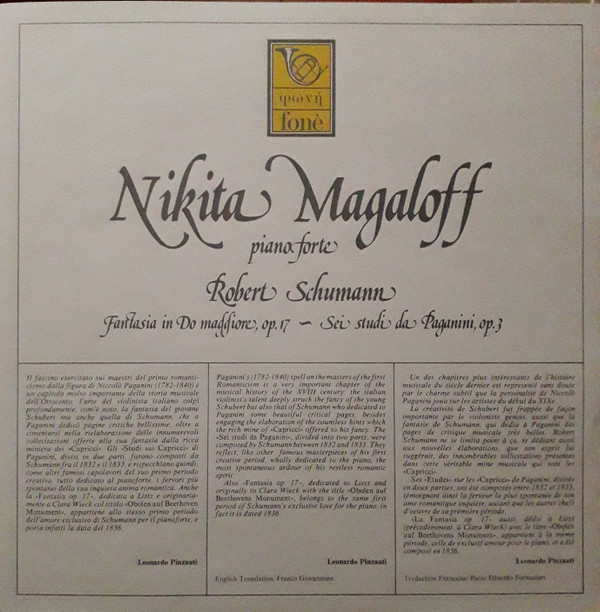 φωνή
fonè
Nikita Magaloff
pianoforte
Robert Schumann
Fantasia in Do maggiore, op.17 ~ Sei studi da Paganini, op.3
Il fascino esercitato sui maestri del primo romanti-
cismo dalla figura di Niccolò Paganini (1782-1840) è
un capitolo molto importante della storia musicale
dell'Ottocento, l'arte del violinista italiano colpì
profondamente, com'è noto, la fantasia del giovane
Schubert ma anche quella di Schumann, che a
Paganini dedicò pagine critiche bellissime, oltre a
cimentarsi nella rielaborazione delle innumerevoli
sollecitazioni offerte alla sua fantasia dalla ricca
miniera dei «Capricci». Gli «Studi sui Capricci» di
Paganini, divisi in due parti, furono composti da
Schumann fra il 1832 e il 1833, e rispecchiano quindi,
come altri famosi capolavori del suo primo periodo
creativo, tutto dedicato al pianoforte, i fervori più
spontanei della sua inquieta anima romantica. Anche
la «Fantasia op. 17», dedicata a Liszt e originaria-
mente a Clara Wieck col titolo «Obolen auf Beethovens
Monument», appartiene allo stesso primo periodo
dell'amore esclusivo di Schumann per il pianoforte, e
porta infatti la data del 1836.
Leonardo Pinzauti
Paganini's (1782-1840) spell on the masters of the first
Romanticism is a very important chapter of the
musical history of the XVIII century: the italian
violinist's talent deeply struck the fancy of the young
Schubert but also that of Schumann who dedicated to
Paganini some beautiful critical pages, besides
engaging the elaboration of the countless hints which
the rich mine of «Capricci» offered to his fancy. The
«Sei studi da Paganini», divided into two parts, were
composed by Schumann between 1832 and 1833. They
reflect, like other famous masterpieces of his first
creative period, wholly dedicated to the piano, the
most spontaneous ardour of his restless romantic
spirit.
Also «Fantasia op. 17», dedicated to Liszt and
originally to Clara Wieck with the title «Obolen auf
Beethovens Monument», belongs to the same first
period of Schumann's exclusive love for the piano, in
fact it is dated 1836.
Leonardo Pinzauti
English Translation: Franco Giovannone
Un des chapitres plus intéressants de l'histoire
musicale du siècle dernier est représenté sans doute
par le charme subtil que la personnalité de Niccolò
Paganini joua sur les artistes du début du XIXe.
La créativité de Schubert fut frappée de façon
importante par le violoniste génois, aussi que la
fantaisie de Schumann, qui dédia à Paganini des
pages de critique musicale très belles. Robert
Schumann ne se limita point à ça, se dédiant aussi
aux nouvelles élaborations que son esprit lui
suggérait, des innombrables sollicitations présentées
dans cette véritable mine musicale qui sont les
«Capricci».
Ses «Etudes» sur les «Capricci» de Paganini, divisés
en deux parties, ont été composés entre 1832 et 1833,
témoignant ainsi la ferveur la plus spontanée de son
âme romantique inquiète, autant que les autres chefs
d'oeuvre de sa première période.
«La Fantasia op. 17» aussi, dédié à Liszt
(précédemment, à Clara Wieck) avec le titre «Obolen
auf Beethovens Monument», appartient à la même
période, celle de exclusif amour pour le piano, et a été
composé en 1836.
Leonardo Pinzauti
Traduction Française: Paolo Eduardo Fornaciari